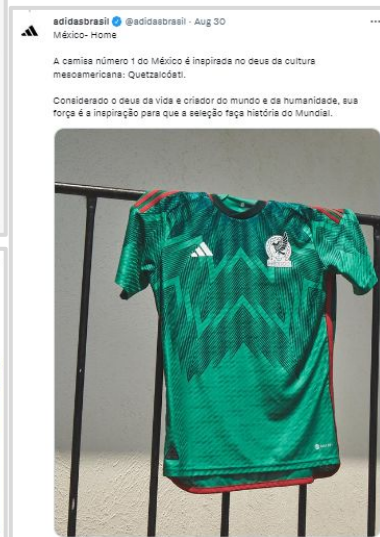 adidasbrasil @adidasbrasil · Aug 30
México- Home
A camisa número 1 do México é inspirada no deus da cultura
mesoamericana: Quetzalcóatl.
Considerado o deus da vida e criador do mundo e da humanidade, sua
força é a inspiração para que a seleção faça história do Mundial.